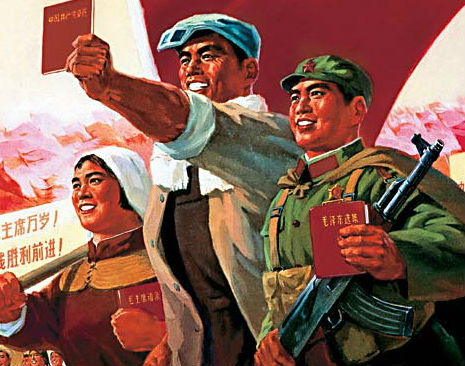 中国共产党章程
主席万岁！
线胜利前进！
毛泽东选集
毛主席语录